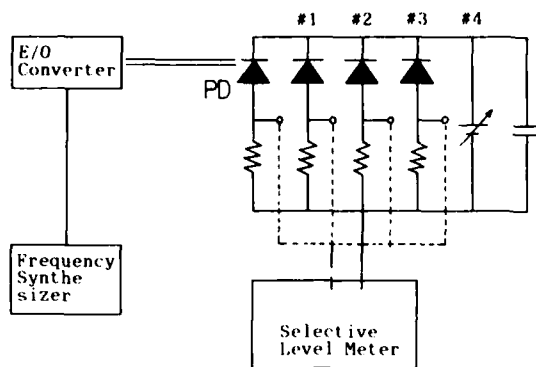 #1 #2 #3 #4
E/O
Converter
PD
Frequency
Synthe
sizer
Selective
Level Meter